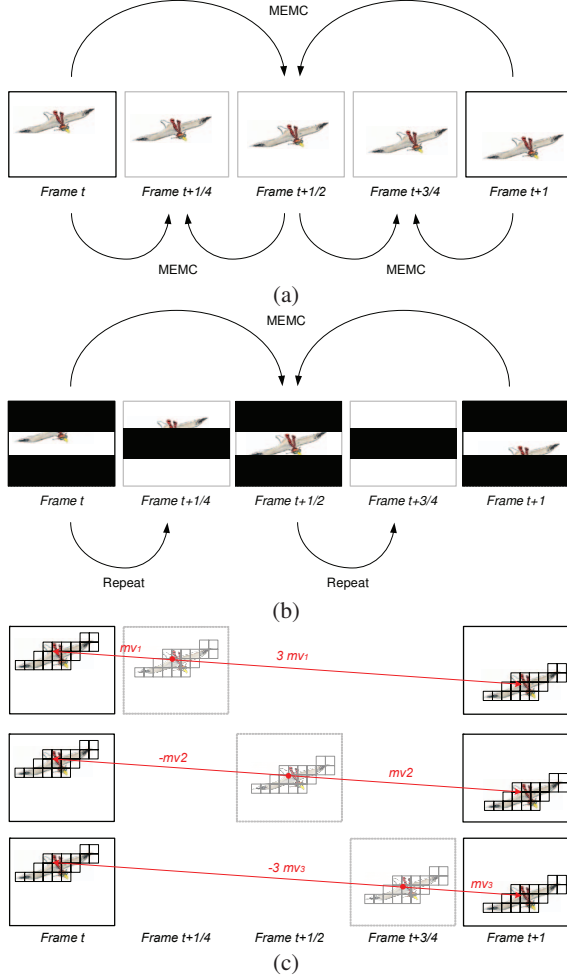 MEMC
Frame t Frame t+1/4 Frame t+1/2 Frame t+3/4 Frame t+1
MEMC MEMC
(a)
MEMC
Frame t Frame t+1/4 Frame t+1/2 Frame t+3/4 Frame t+1
Repeat Repeat
(b)
mv1 3 mv1
-mv2 mv2
-3 mv3 mv3
Frame t Frame t+1/4 Frame t+1/2 Frame t+3/4 Frame t+1
(c)